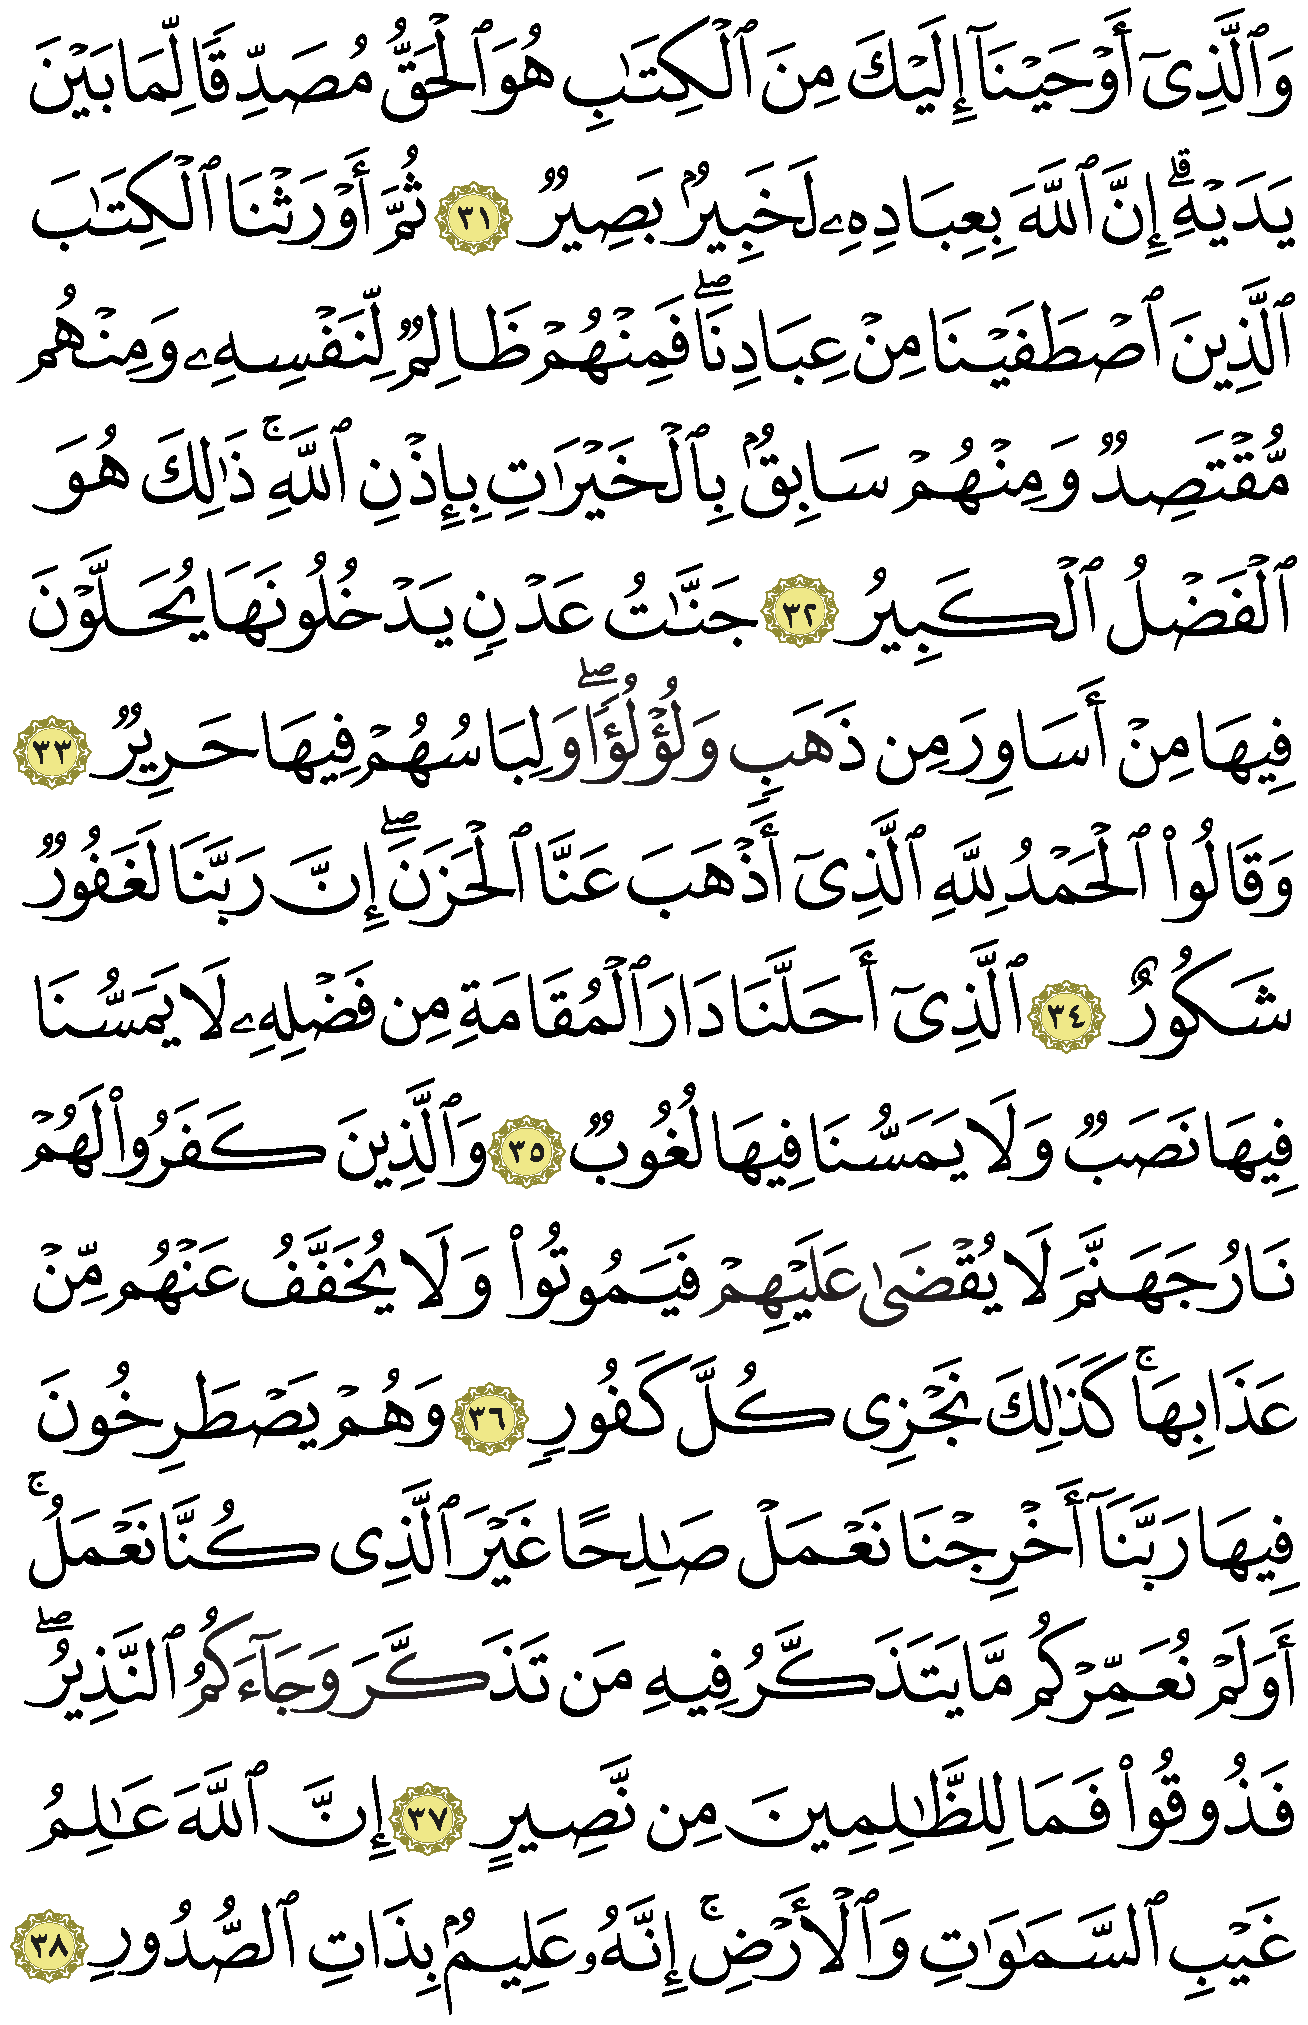 وَٱلَّذِىٓ أَوْحَيْنَآ إِلَيْكَ مِنَ ٱلْكِتَٰبِ هُوَ ٱلْحَقُّ مُصَدِّقًا لِّمَا بَيْنَ
يَدَيْهِ ۗ إِنَّ ٱللَّهَ بِعِبَادِهِۦ لَخَبِيرٌۢ بَصِيرٌ ٣١ ثُمَّ أَوْرَثْنَا ٱلْكِتَٰبَ
ٱلَّذِينَ ٱصْطَفَيْنَا مِنْ عِبَادِنَا ۖ فَمِنْهُمْ ظَالِمٌ لِّنَفْسِهِۦ وَمِنْهُم
مُّقْتَصِدٌ وَمِنْهُمْ سَابِقٌۢ بِٱلْخَيْرَٰتِ بِإِذْنِ ٱللَّهِ ۚ ذَٰلِكَ هُوَ
ٱلْفَضْلُ ٱلْكَبِيرُ ٣٢ جَنَّٰتُ عَدْنٍ يَدْخُلُونَهَا يُحَلَّوْنَ
فِيهَا مِنْ أَسَاوِرَ مِن ذَهَبٍ وَلُؤْلُؤًا ۖ وَلِبَاسُهُمْ فِيهَا حَرِيرٌ ٣٣
وَقَالُوا۟ ٱلْحَمْدُ لِلَّهِ ٱلَّذِىٓ أَذْهَبَ عَنَّا ٱلْحَزَنَ ۖ إِنَّ رَبَّنَا لَغَفُورٌ
شَكُورٌ ٣٤ ٱلَّذِىٓ أَحَلَّنَا دَارَ ٱلْمُقَامَةِ مِن فَضْلِهِۦ لَا يَمَسُّنَا
فِيهَا نَصَبٌ وَلَا يَمَسُّنَا فِيهَا لُغُوبٌ ٣٥ وَٱلَّذِينَ كَفَرُوا۟ لَهُمْ
نَارُ جَهَنَّمَ لَا يُقْضَىٰ عَلَيْهِمْ فَيَمُوتُوا۟ وَلَا يُخَفَّفُ عَنْهُم مِّنْ
عَذَابِهَا ۚ كَذَٰلِكَ نَجْزِى كُلَّ كَفُورٍ ٣٦ وَهُمْ يَصْطَرِخُونَ
فِيهَا رَبَّنَآ أَخْرِجْنَا نَعْمَلْ صَٰلِحًا غَيْرَ ٱلَّذِى كُنَّا نَعْمَلُ ۚ
أَوَلَمْ نُعَمِّرْكُم مَّا يَتَذَكَّرُ فِيهِ مَن تَذَكَّرَ وَجَآءَكُمُ ٱلنَّذِيرُ ۖ
فَذُوقُوا۟ فَمَا لِلظَّٰلِمِينَ مِن نَّصِيرٍ ٣٧ إِنَّ ٱللَّهَ عَٰلِمُ
غَيْبِ ٱلسَّمَٰوَٰتِ وَٱلْأَرْضِ ۚ إِنَّهُۥ عَلِيمٌۢ بِذَاتِ ٱلصُّدُورِ ٣٨